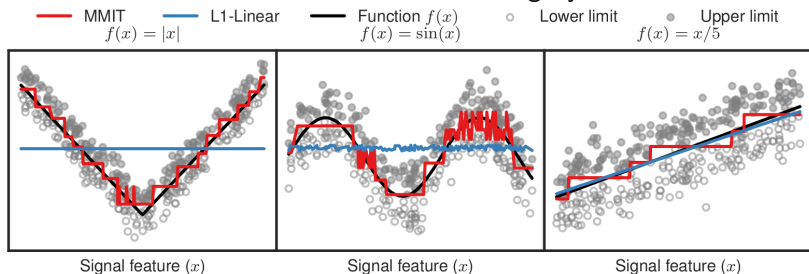 MMIT L1-Linear Function f(x) Lower limit Upper limit
f(x) = |x| f(x) = sin(x) f(x) = x/5
Signal feature (x) Signal feature (x) Signal feature (x)